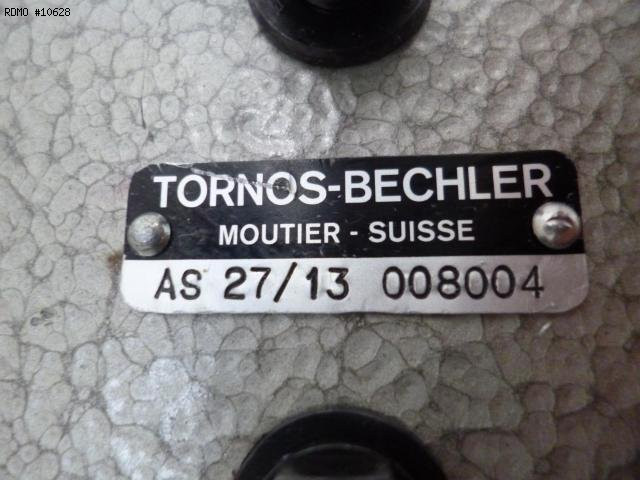 RDMO #10628
TORNOS-BECHLER
MOUTIER - SUISSE
AS 27/13 008004